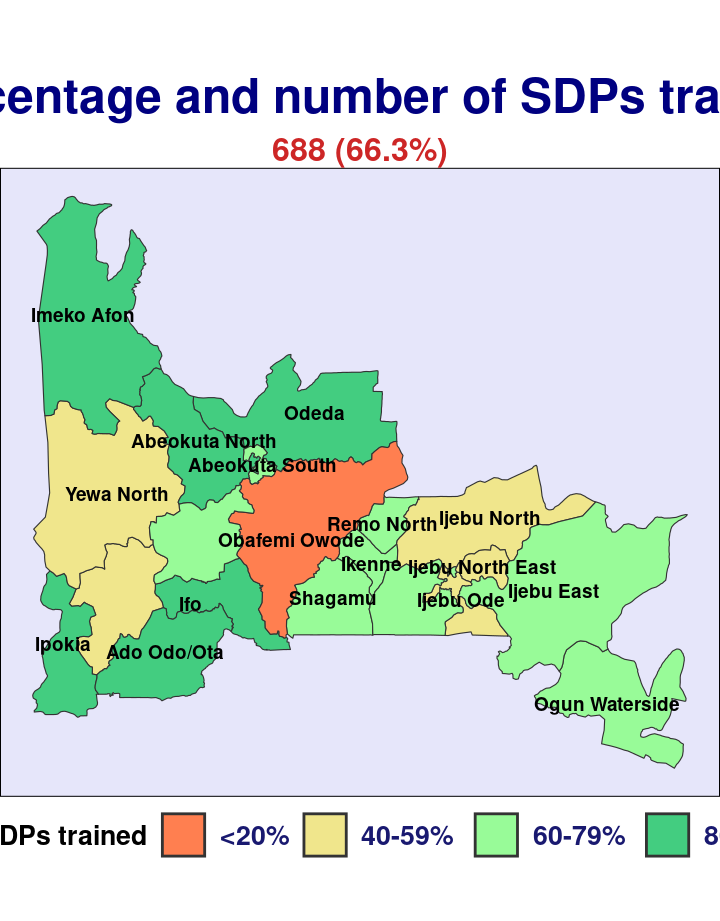 centage and number of SDPs tra
688 (66.3%)
Imeko Afon
Odeda
Abeokuta North
Abeokuta South
Yewa North
Remo North
Ijebu North
Obafemi Owode
Ikenne
Ijebu North East
Ijebu East
Shagamu
Ijebu Ode
Ifo
Ipokia
Ado Odo/Ota
Ogun Waterside
DPs trained <20% 40-59% 60-79% 8